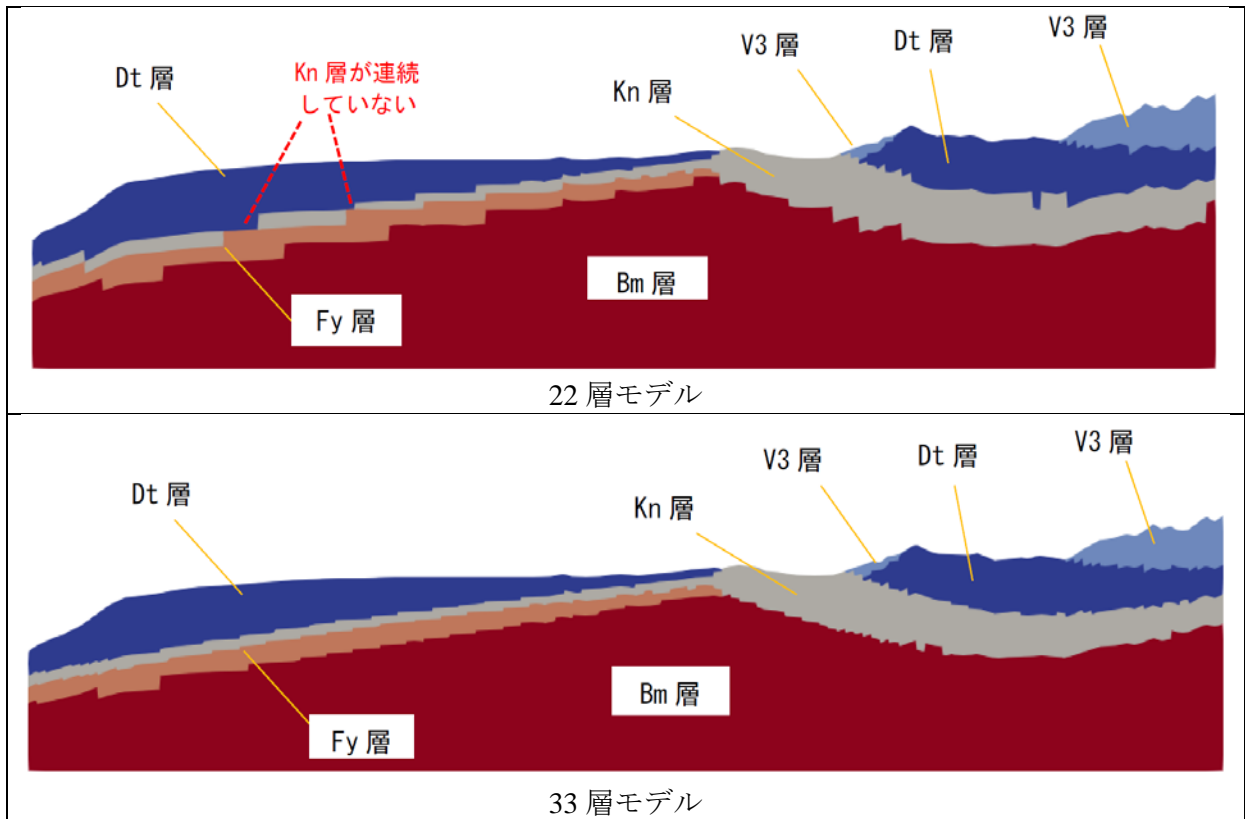 V3 層
Dt 層
V3 層
Dt 層
Kn 層が連続
していない
Kn 層
Bm 層
Fy 層
22 層モデル
V3 層
Dt 層
V3 層
Dt 層
Kn 層
Bm 層
Fy 層
33 層モデル